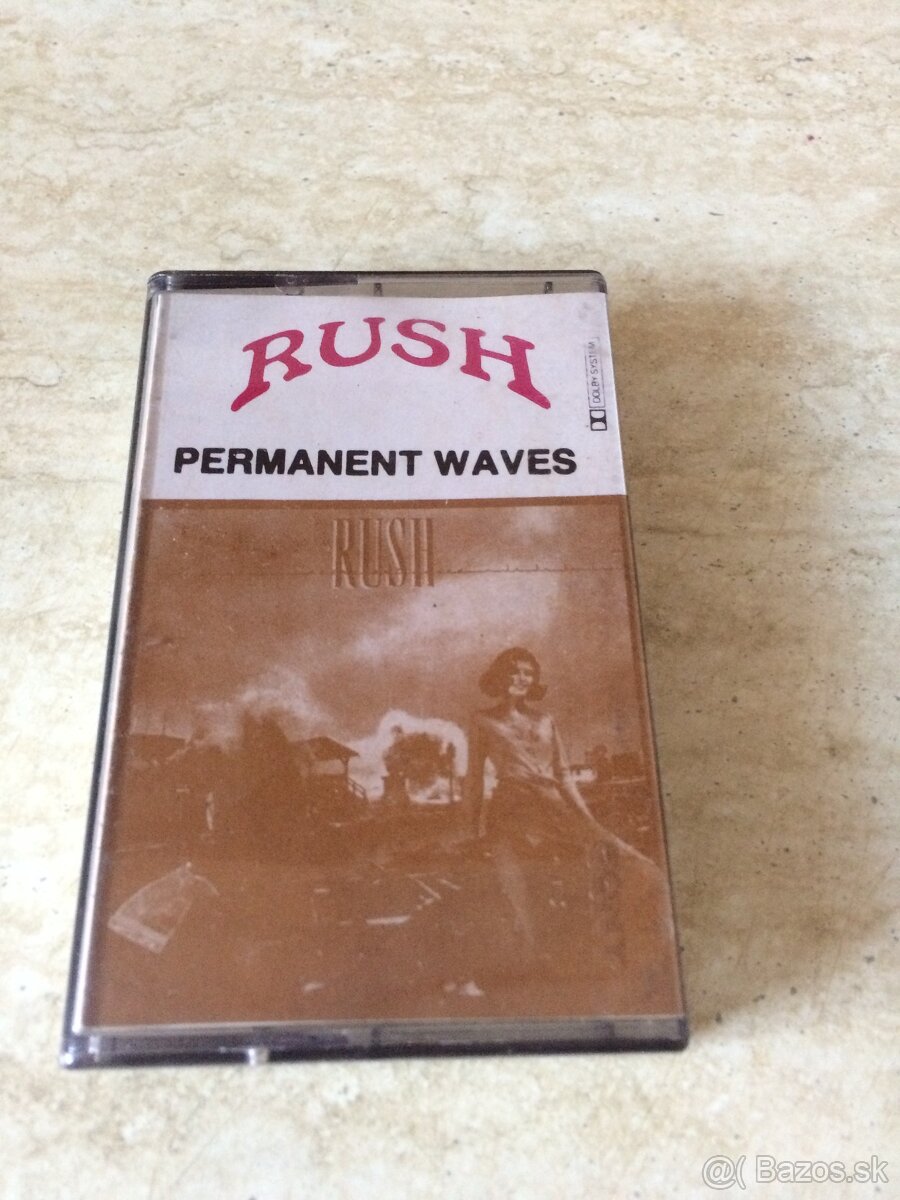 RUSH
DOLBY SYSTEM
PERMANENT WAVES
RUSH
@( Bazos.sk